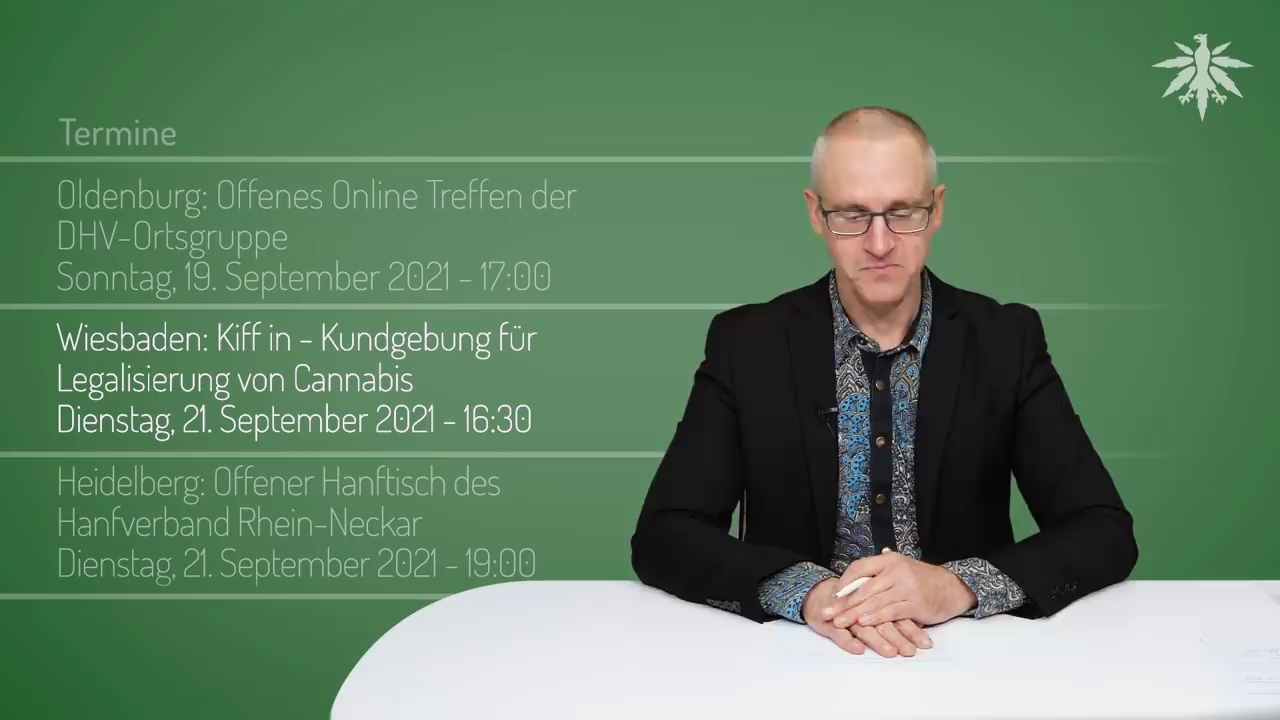 Termine
Oldenburg: Offenes Online Treffen der
DHV-Ortsgruppe
Sonntag, 19. September 2021 - 17:00
Wiesbaden: Kiff in - Kundgebung für
Legalisierung von Cannabis
Dienstag, 21. September 2021 - 16:30
Heidelberg: Offener Hanftisch des
Hanfverband Rhein-Neckar
Dienstag, 21. September 2021 - 19:00